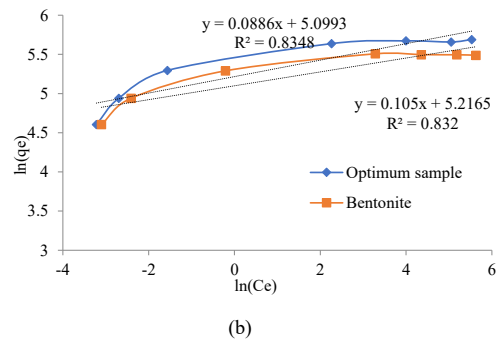 y = 0.0886x + 5.0993
R² = 0.8348
6
5.5
5
4.5
4
3.5
3
ln(qe)
y = 0.105x + 5.2165
R² = 0.832
Optimum sample
Bentonite
-4 -2 0 2 4 6
ln(Ce)
(b)